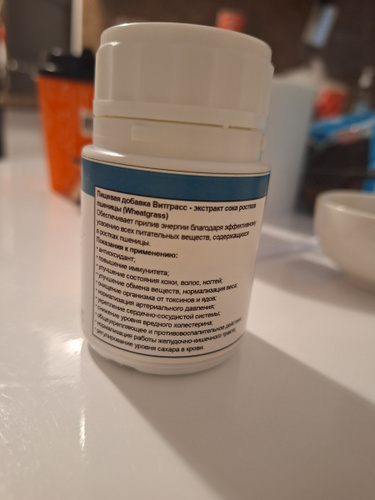 Пищевая добавка Витграсс - экстракт сока ростков
пшеницы (Wheatgrass)
Обеспечивает прилив энергии благодаря эффективному
усвоению всех питательных веществ, содержащихся
в ростках пшеницы.
Показания к применению:
- антиоксидант;
- повышение иммунитета;
- улучшение состояния кожи, волос, ногтей;
- улучшение обмена веществ, нормализация веса;
- очищение организма от токсинов и ядов;
- нормализация артериального давления;
- укрепление сердечно-сосудистой системы;
- снижение уровня вредного холестерина;
- общеукрепляющее и противовоспалительное действие;
- нормализация работы желудочно-кишечного тракта;
- регулирование уровня сахара в крови.